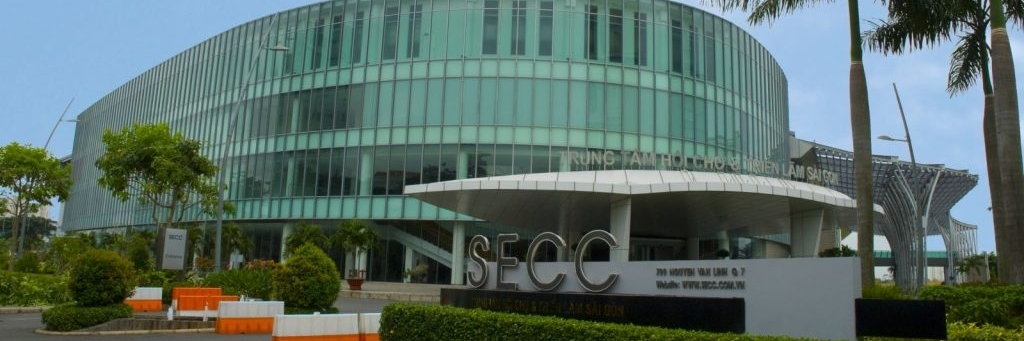 TRUNG TÂM HỘI CHỢ & TRIỂN LÃM SÀI GÒN
SECC
SECC
799 NGUYEN VAN LINH Q. 7
Website: WWW.SECC.COM.VN